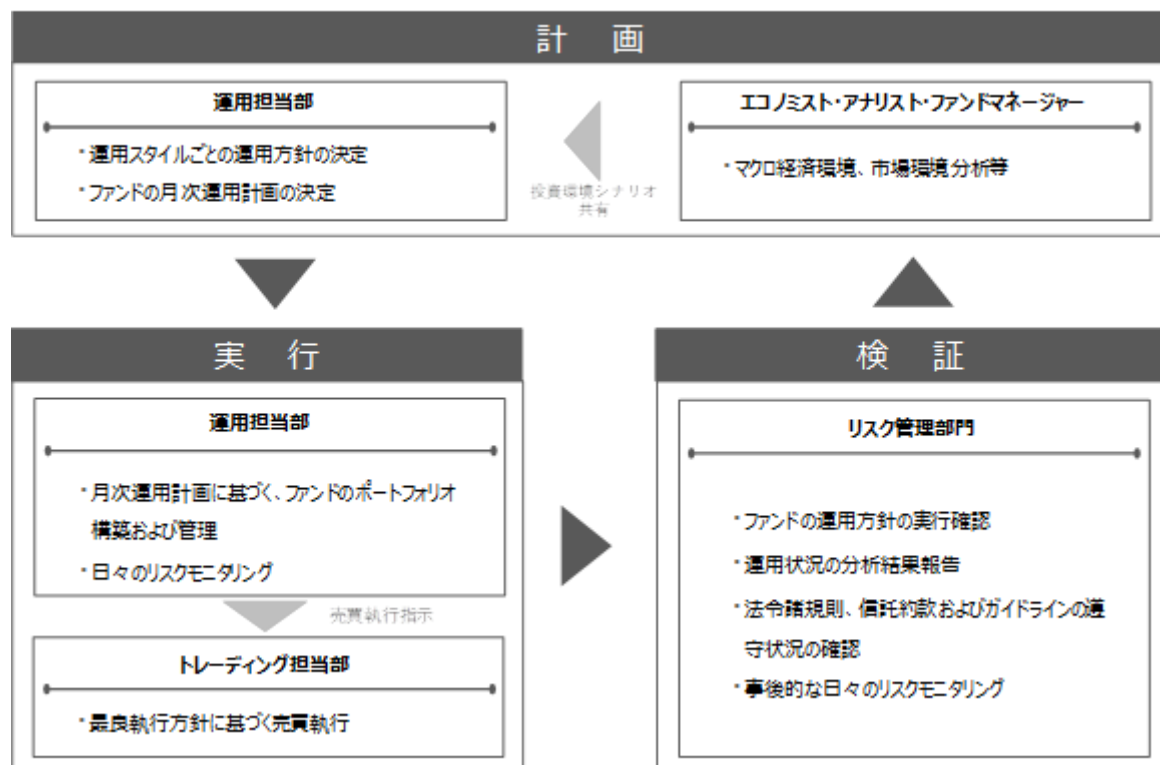 計 画
運用担当部
・運用スタイルごとの運用方針の決定
・ファンドの月次運用計画の決定
投資環境シナリオ
共有
エコノミスト・アナリスト・ファンドマネージャー
・マクロ経済環境、市場環境分析等
実 行
運用担当部
・月次運用計画に基づく、ファンドのポートフォリオ
構築および管理
・日々のリスクモニタリング
売買執行指示
トレーディング担当部
・最良執行方針に基づく売買執行
検 証
リスク管理部門
・ファンドの運用方針の実行確認
・運用状況の分析結果報告
・法令諸規則、信託約款およびガイドラインの遵
守状況の確認
・事後的な日々のリスクモニタリング